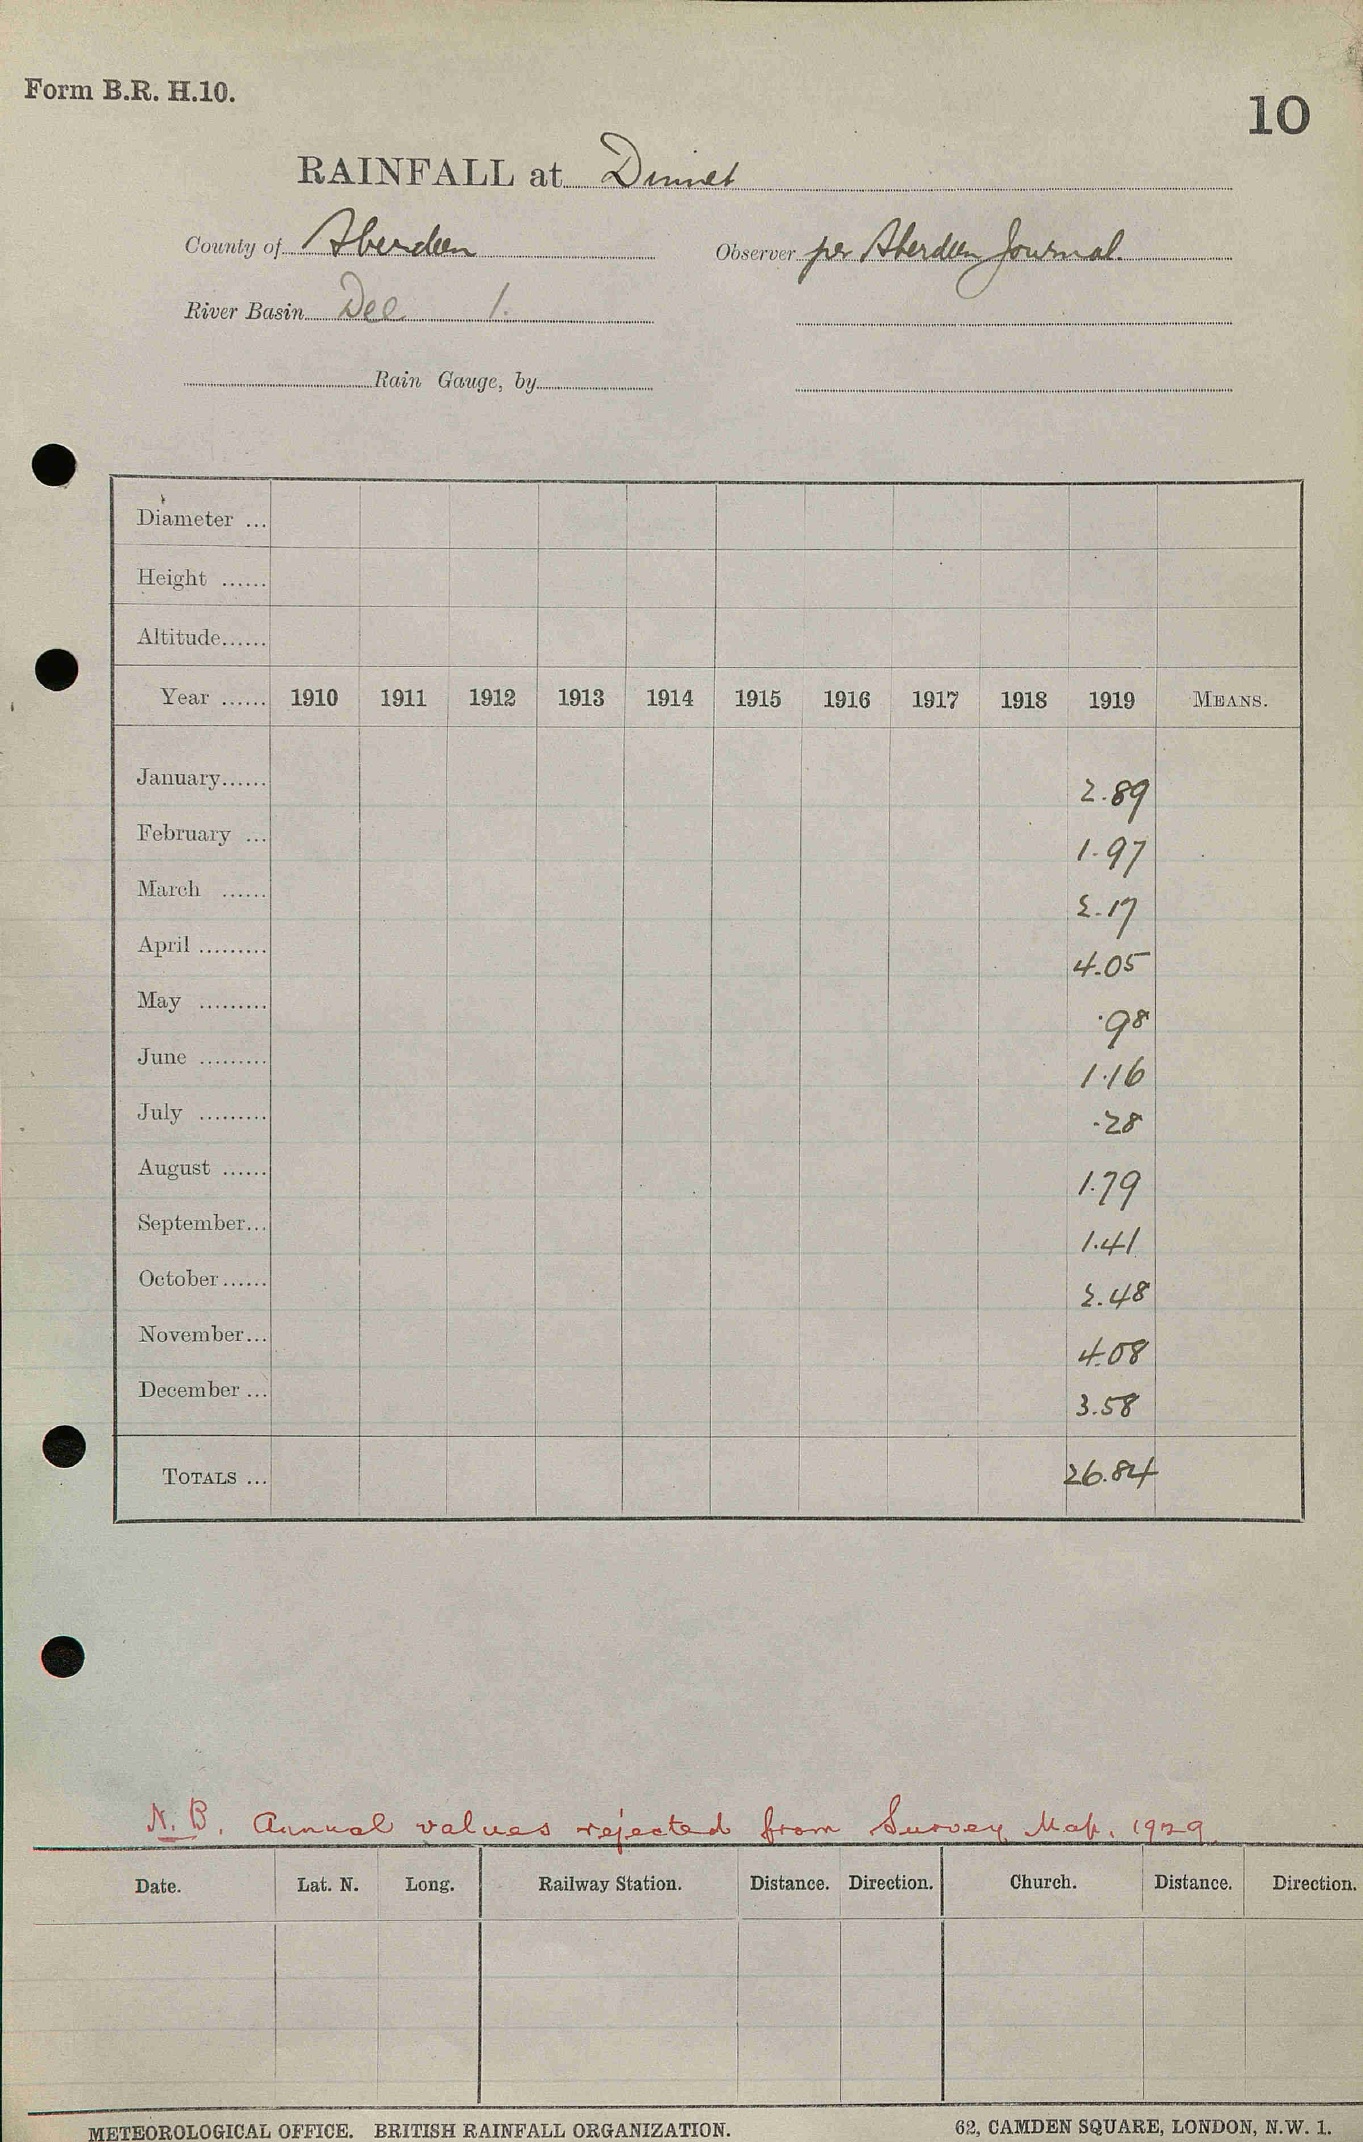 Form B.R. H.10.
10
RAINFALL at Dinnet
County of Aberdeen Observer per Aberdeen Journal.
River Basin Dee 1.
Rain Gauge, by
Diameter ...
Height ......
Altitude......
Year ...... 1910 1911 1912 1913 1914 1915 1916 1917 1918 1919 MEANS.
January...... 2.89
February ... 1.97
March ...... 2.17
April ......... 4.05
May ......... .98
June ......... 1.16
July ......... .28
August ...... 1.79
September... 1.41
October...... 2.48
November... 4.08
December ... 3.58
TOTALS ... 26.84
N.B. Annual values rejected from Survey Map. 1929
Date. Lat. N. Long. Railway Station. Distance. Direction. Church. Distance. Direction.
METEOROLOGICAL OFFICE. BRITISH RAINFALL ORGANIZATION. 62, CAMDEN SQUARE, LONDON, N.W. 1.